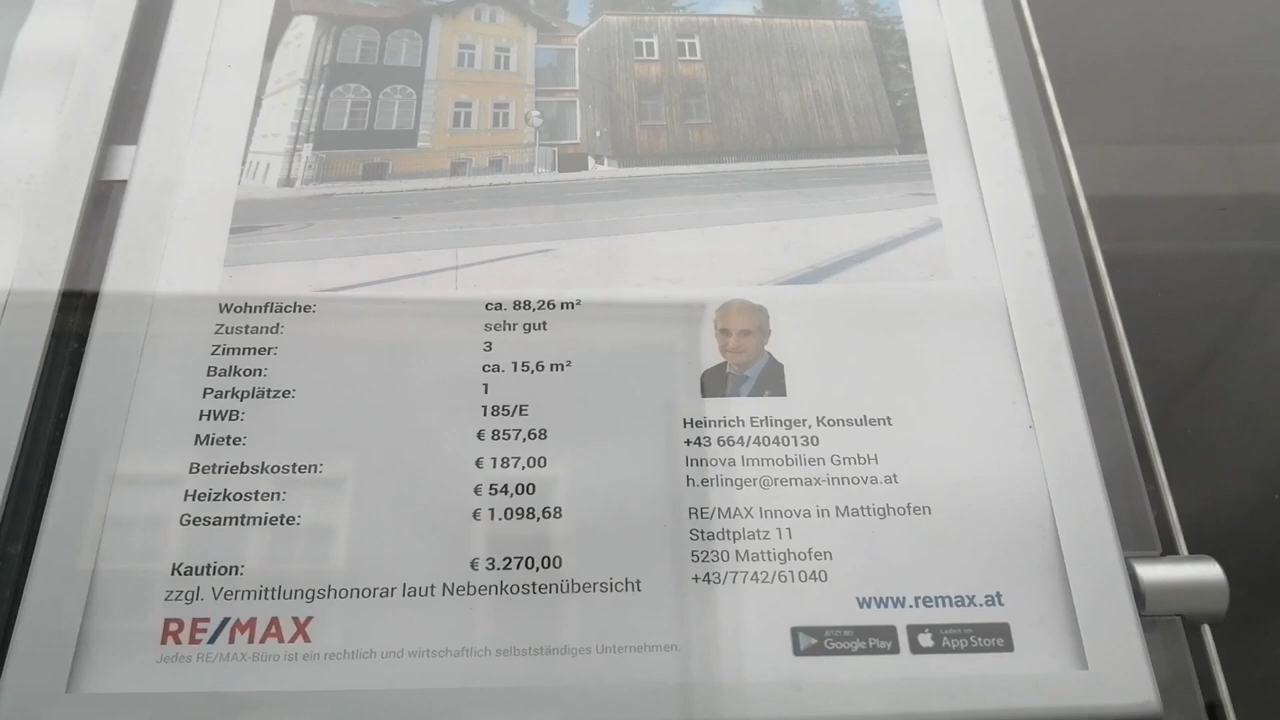 Wohnfläche: ca. 88,26 m²
Zustand: sehr gut
Zimmer: 3
Balkon: ca. 15,6 m²
Parkplätze: 1
HWB: 185/E
Miete: € 857,68
Betriebskosten: € 187,00
Heizkosten: € 54,00
Gesamtmiete: € 1.098,68
Kaution: € 3.270,00
zzgl. Vermittlungshonorar laut Nebenkostenübersicht
RE/MAX
Jedes RE/MAX-Büro ist ein rechtlich und wirtschaftlich selbstständiges Unternehmen.
Heinrich Erlinger, Konsulent
+43 664/4040130
Innova Immobilien GmbH
h.erlinger@remax-innova.at
RE/MAX Innova in Mattighofen
Stadtplatz 11
5230 Mattighofen
+43/7742/61040
www.remax.at
JETZT BEI
Google Play
Laden im
App Store